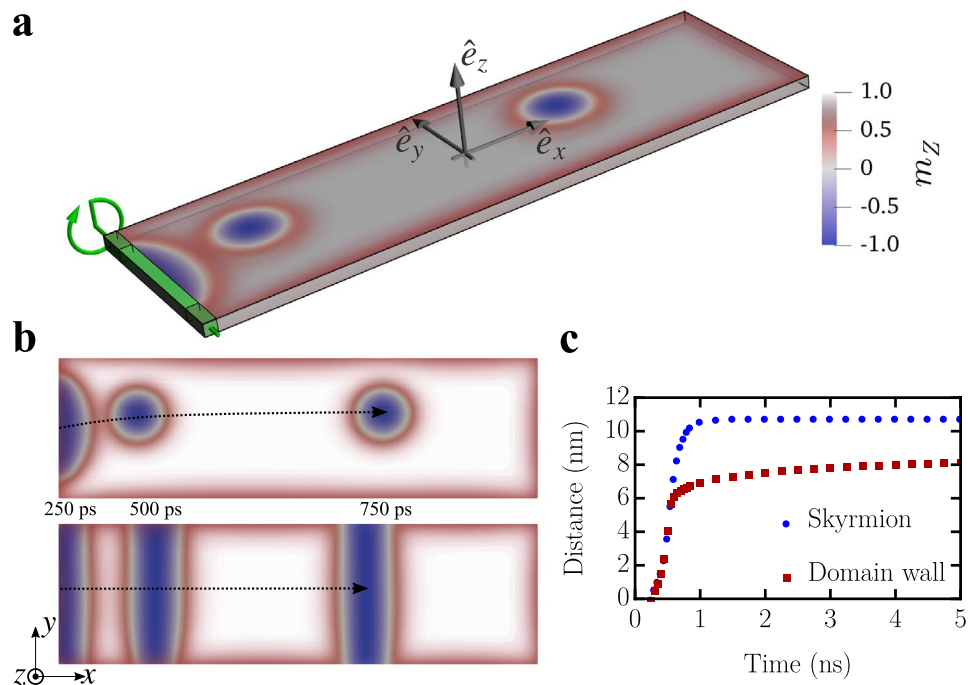 a
ê_z
ê_y
ê_x
1.0
0.5
0
-0.5
-1.0
m_z
b
250 ps
500 ps
750 ps
y
z
x
c
Distance (nm)
12
10
8
6
4
2
0
Skyrmion
Domain wall
0
1
2
3
4
5
Time (ns)